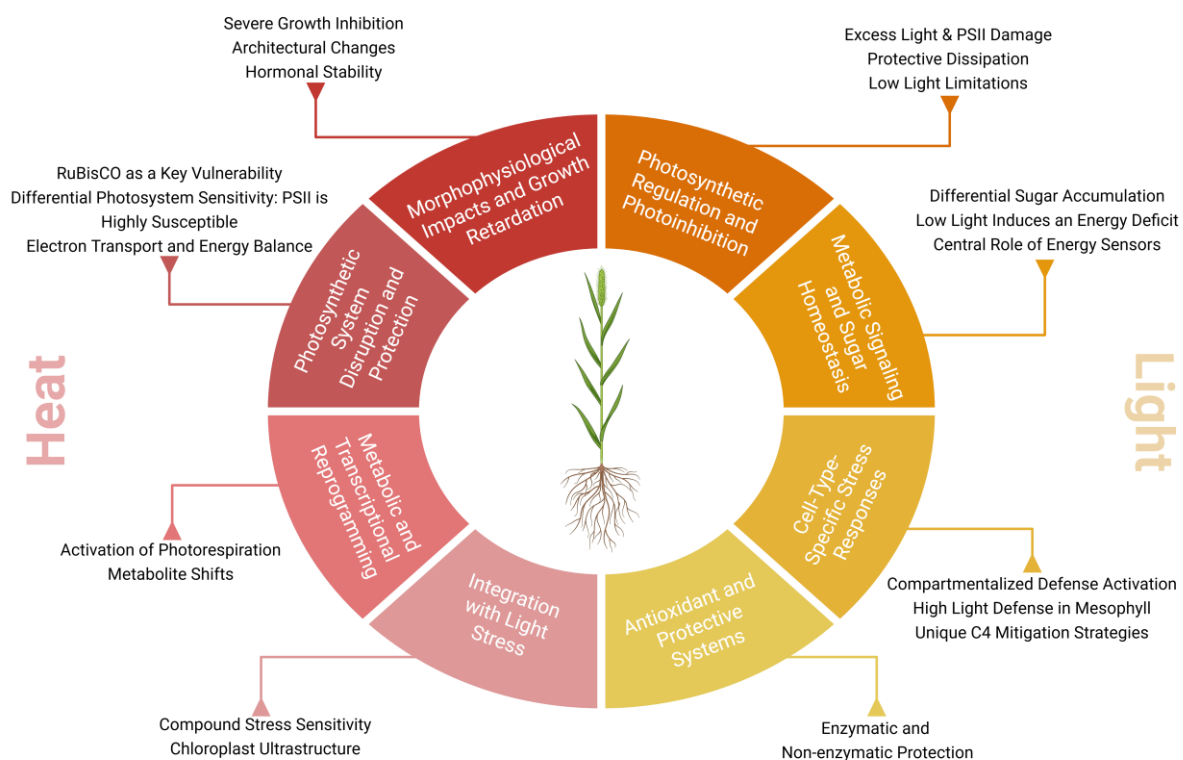 Severe Growth Inhibition
Architectural Changes
Hormonal Stability
Excess Light & PSII Damage
Protective Dissipation
Low Light Limitations
RuBisCO as a Key Vulnerability
Differential Photosystem Sensitivity: PSII is
Highly Susceptible
Electron Transport and Energy Balance
Differential Sugar Accumulation
Low Light Induces an Energy Deficit
Central Role of Energy Sensors
Morphophysiological
Impacts and Growth
Retardation
Photosynthetic
Regulation and
Photoinhibition
Photosynthetic
System
Disruption and
Protection
Metabolic Signaling
and Sugar
Homeostasis
Heat
Light
Metabolic and
Transcriptional
Reprogramming
Cell-Type-
Specific Stress
Responses
Activation of Photorespiration
Metabolite Shifts
Compartmentalized Defense Activation
High Light Defense in Mesophyll
Unique C4 Mitigation Strategies
Integration
with Light
Stress
Antioxidant and
Protective
Systems
Compound Stress Sensitivity
Chloroplast Ultrastructure
Enzymatic and
Non-enzymatic Protection